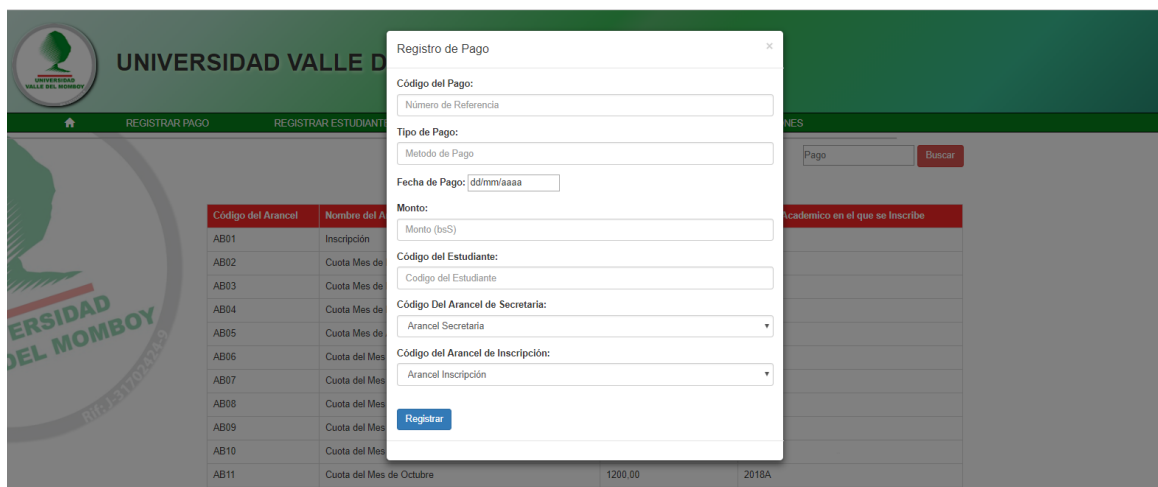 UNIVERSIDAD VALLE D
UNIVERSIDAD
VALLE DEL MOMBOY
REGISTRAR PAGO
REGISTRAR ESTUDIANTE
NES
Pago
Buscar
Registro de Pago
×
Código del Pago:
Número de Referencia
Tipo de Pago:
Metodo de Pago
Fecha de Pago: dd/mm/aaaa
Monto:
Monto (bsS)
Código del Estudiante:
Codigo del Estudiante
Código Del Arancel de Secretaria:
Arancel Secretaria
Código del Arancel de Inscripción:
Arancel Inscripción
Registrar
Código del Arancel Nombre del A Academico en el que se Inscribe
AB01 Inscripción
AB02 Cuota Mes de
AB03 Cuota Mes de
AB04 Cuota Mes de
AB05 Cuota Mes de
AB06 Cuota del Mes
AB07 Cuota del Mes
AB08 Cuota del Mes
AB09 Cuota del Mes
AB10 Cuota del Mes
AB11 Cuota del Mes de Octubre 1200,00 2018A
ERSIDAD
DEL MOMBOY
Rif: J-31702424-9